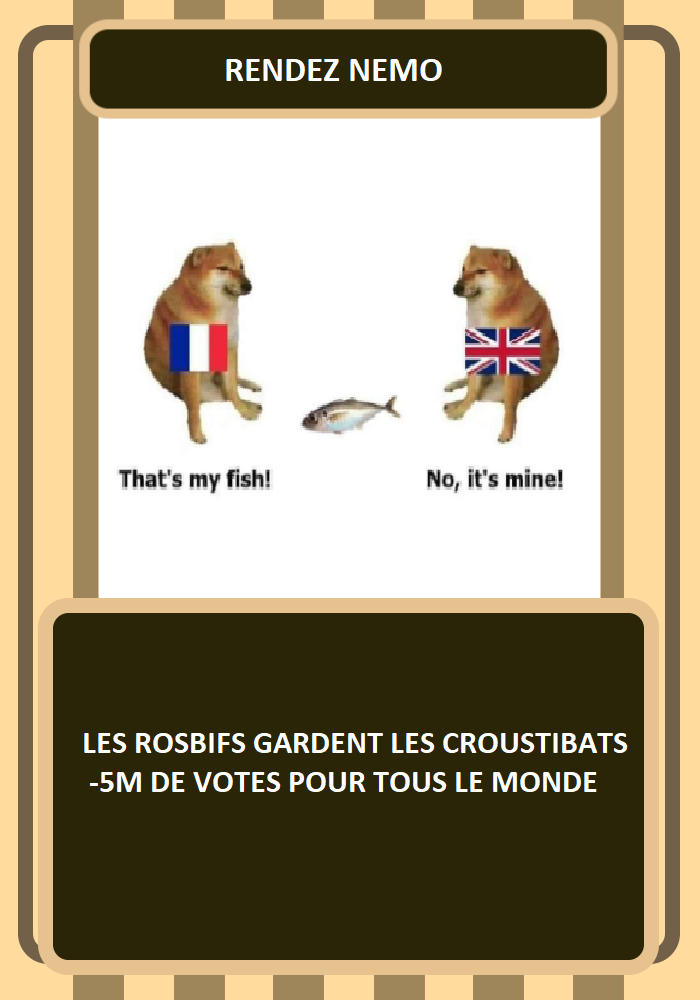 RENDEZ NEMO
That's my fish!
No, it's mine!
LES ROSBIFS GARDENT LES CROUSTIBATS
-5M DE VOTES POUR TOUS LE MONDE